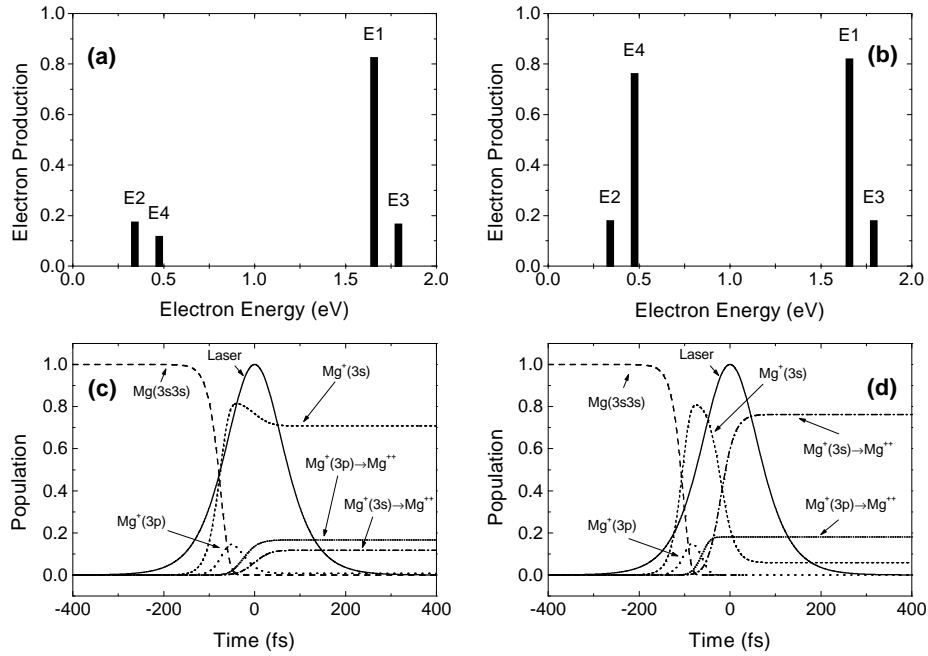 (a)
1.0
0.8
0.6
0.4
0.2
0.0
Electron Production
E2
E4
E1
E3
0.0 0.5 1.0 1.5 2.0
Electron Energy (eV)
(b)
1.0
0.8
0.6
0.4
0.2
0.0
Electron Production
E2
E4
E1
E3
0.0 0.5 1.0 1.5 2.0
Electron Energy (eV)
(c)
1.0
0.8
0.6
0.4
0.2
0.0
Population
Laser
Mg(3s3s)
Mg⁺(3s)
Mg⁺(3p)→Mg⁺⁺
Mg⁺(3s)→Mg⁺⁺
Mg⁺(3p)
-400 -200 0 200 400
Time (fs)
(d)
1.0
0.8
0.6
0.4
0.2
0.0
Population
Laser
Mg(3s3s)
Mg⁺(3s)
Mg⁺(3s)→Mg⁺⁺
Mg⁺(3p)→Mg⁺⁺
Mg⁺(3p)
-400 -200 0 200 400
Time (fs)